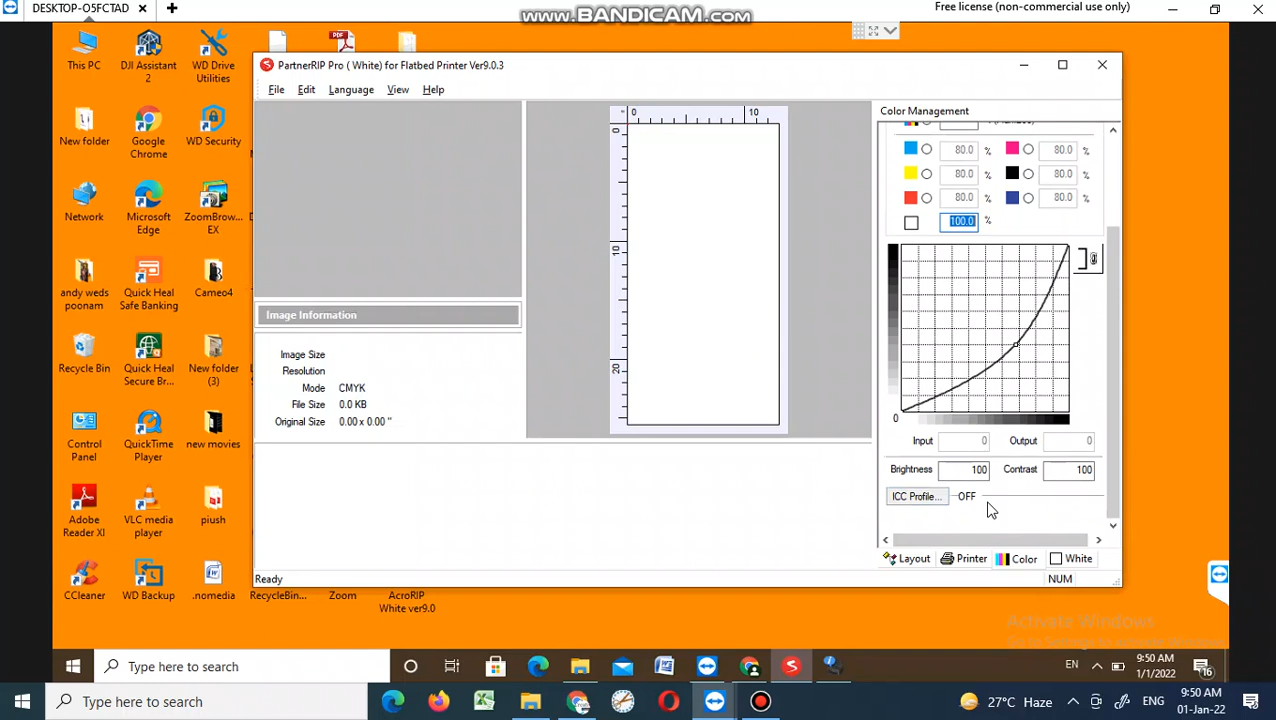 DESKTOP-O5FCTAD
www.BANDICAM.com
Free license (non-commercial use only)
This PC
DJI Assistant 2
WD Drive Utilities
PDF
New folder
Google Chrome
WD Security
Network
Microsoft Edge
ZoomBrow... EX
andy weds poonam
Quick Heal Safe Banking
Cameo4
Recycle Bin
Quick Heal Secure Br...
New folder (3)
Control Panel
QuickTime Player
new movies
Adobe Reader XI
VLC media player
piush
CCleaner
WD Backup
.nomedia
RecycleBin...
Zoom
AcroRIP White ver9.0
PartnerRIP Pro ( White) for Flatbed Printer Ver9.0.3
File Edit Language View Help
Image Information
Image Size
Resolution
Mode CMYK
File Size 0.0 KB
Original Size 0.00 x 0.00 "
0 10
0
10
20
Color Management
80.0 % 80.0 %
80.0 % 80.0 %
80.0 % 80.0 %
100.0 %
0
Input 0 Output 0
Brightness 100 Contrast 100
ICC Profile... OFF
Layout Printer Color White
Ready NUM
Activate Windows
Type here to search
EN 9:50 AM
1/1/2022
16
Type here to search
27°C Haze ENG 9:50 AM
01-Jan-22